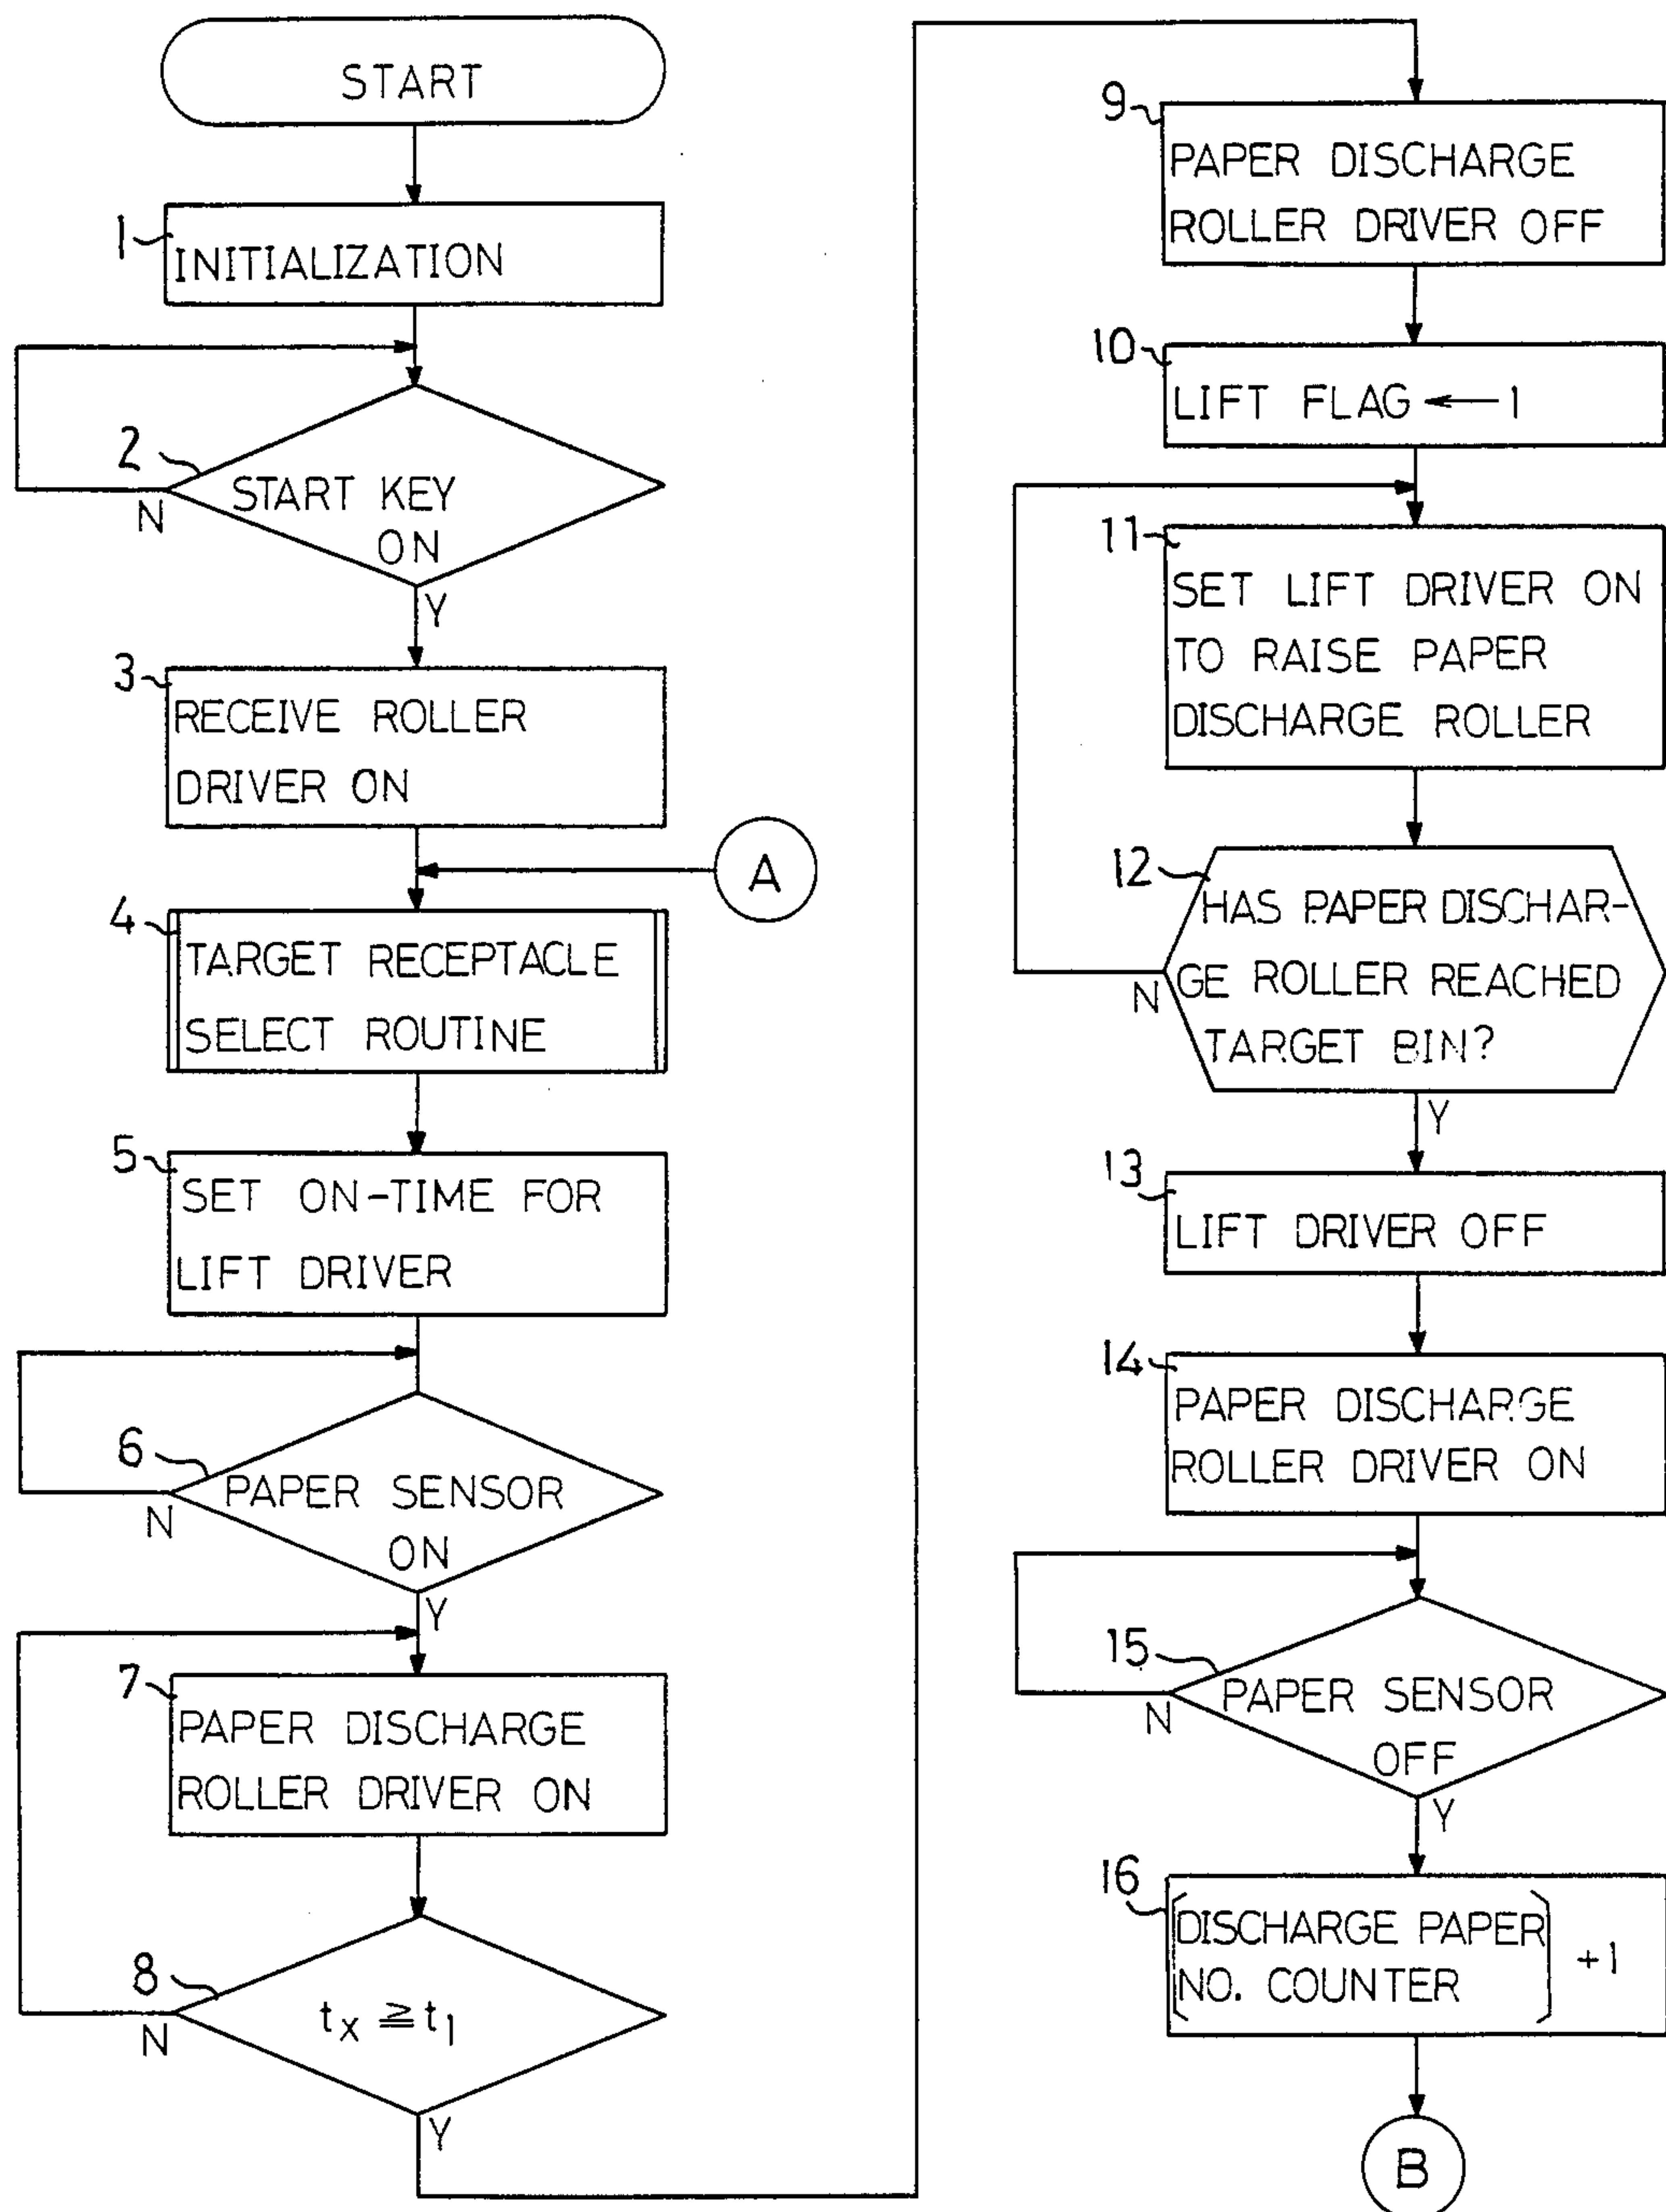 START
1
INITIALIZATION
2
START KEY
ON
N
Y
3
RECEIVE ROLLER
DRIVER ON
A
4
TARGET RECEPTACLE
SELECT ROUTINE
5
SET ON-TIME FOR
LIFT DRIVER
6
PAPER SENSOR
ON
N
Y
7
PAPER DISCHARGE
ROLLER DRIVER ON
8
tx ≧ t1
N
Y
9
PAPER DISCHARGE
ROLLER DRIVER OFF
10
LIFT FLAG ← 1
11
SET LIFT DRIVER ON
TO RAISE PAPER
DISCHARGE ROLLER
12
HAS PAPER DISCHAR-
GE ROLLER REACHED
TARGET BIN?
N
Y
13
LIFT DRIVER OFF
14
PAPER DISCHARGE
ROLLER DRIVER ON
15
PAPER SENSOR
OFF
N
Y
16
[DISCHARGE PAPER
NO. COUNTER] +1
B